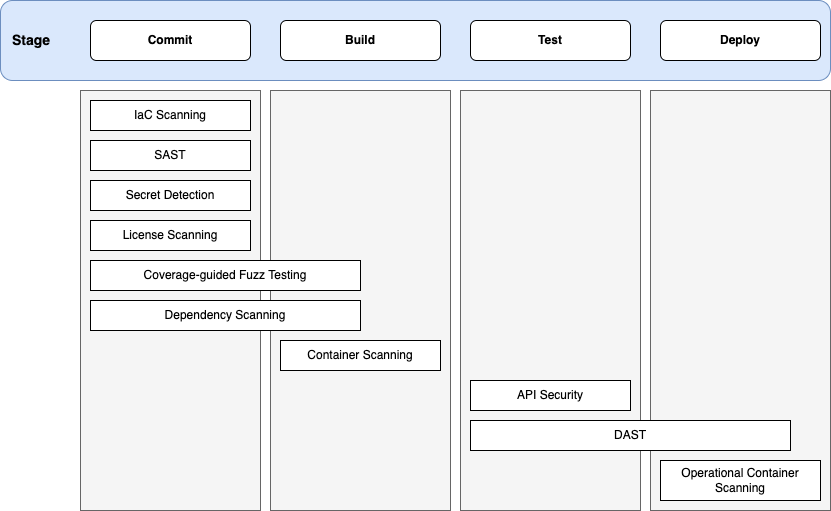 Stage
Commit
Build
Test
Deploy
IaC Scanning
SAST
Secret Detection
License Scanning
Coverage-guided Fuzz Testing
Dependency Scanning
Container Scanning
API Security
DAST
Operational Container
Scanning